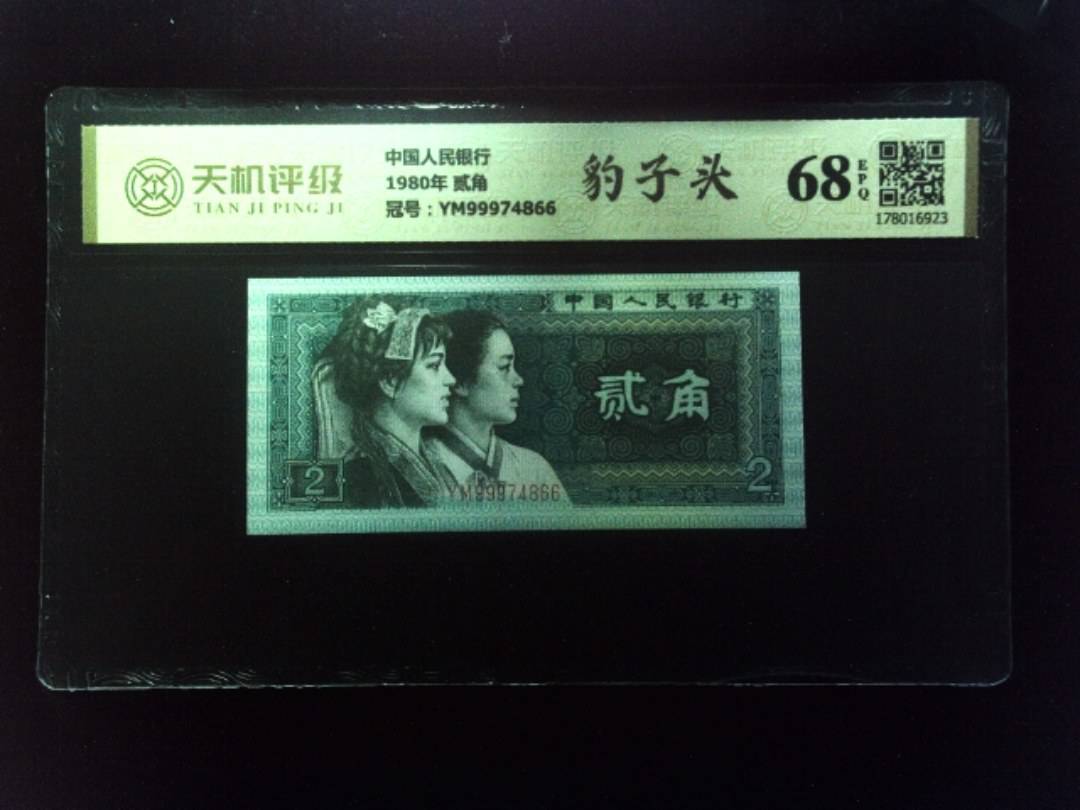 天机评级
TIAN JI PING JI
中国人民银行
1980年 贰角
冠号：YM99974866
豹子头
68
EPQ
178016923
中国人民银行
贰角
2
2
YM99974866